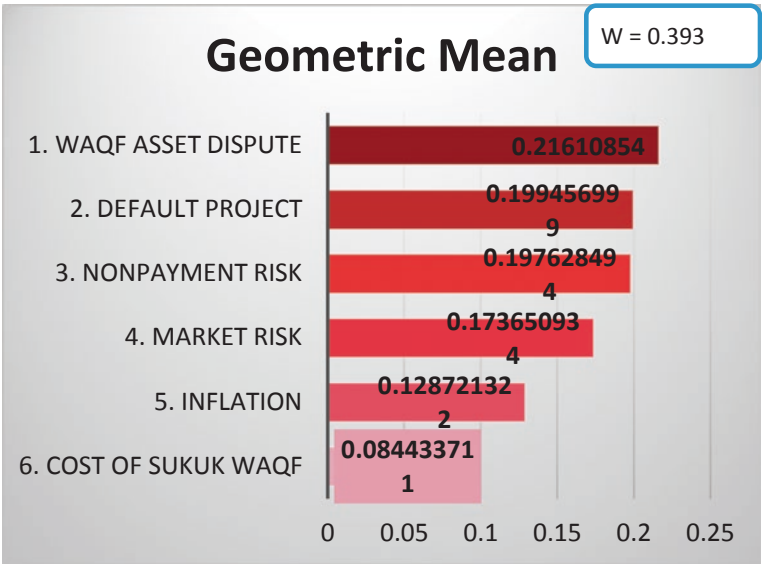 W = 0.393
Geometric Mean
1. WAQF ASSET DISPUTE
0.21610854
2. DEFAULT PROJECT
0.19945699
9
3. NONPAYMENT RISK
0.19762849
4
4. MARKET RISK
0.17365093
4
5. INFLATION
0.12872132
2
6. COST OF SUKUK WAQF
0.08443371
1
0 0.05 0.1 0.15 0.2 0.25